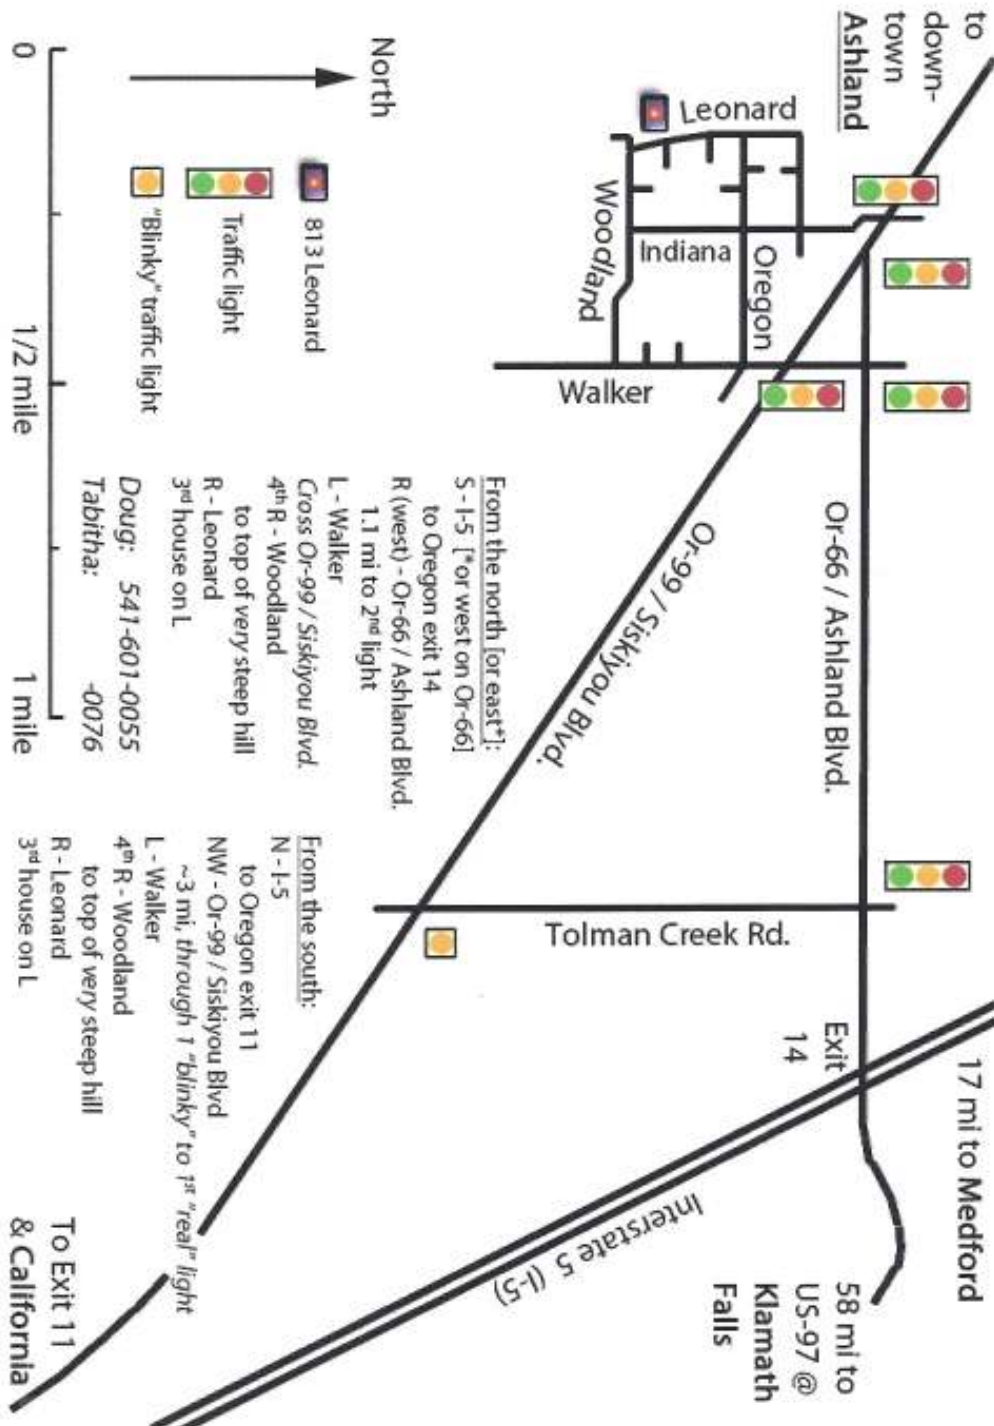 to
down-
town
Ashland
17 mi to Medford
58 mi to
US-97 @
Klamath
Falls
Exit
14
Or-66 / Ashland Blvd.
Or-99 / Siskiyou Blvd.
Tolman Creek Rd.
Interstate 5 (I-5)
Leonard
Woodland
Indiana
Oregon
Walker
From the north [or east*]:
S - I-5 [*or west on Or-66]
to Oregon exit 14
R (west) - Or-66 / Ashland Blvd.
1.1 mi to 2nd light
L - Walker
Cross Or-99 / Siskiyou Blvd.
4th R - Woodland
to top of very steep hill
R - Leonard
3rd house on L
Doug: 541-601-0055
Tabitha: -0076
From the south:
N - I-5
to Oregon exit 11
NW - Or-99 / Siskiyou Blvd
~3 mi, through 1 "blinky" to 1st "real" light
L - Walker
4th R - Woodland
to top of very steep hill
R - Leonard
3rd house on L
To Exit 11
& California
North
813 Leonard
Traffic light
"Blinky" traffic light
0
1/2 mile
1 mile